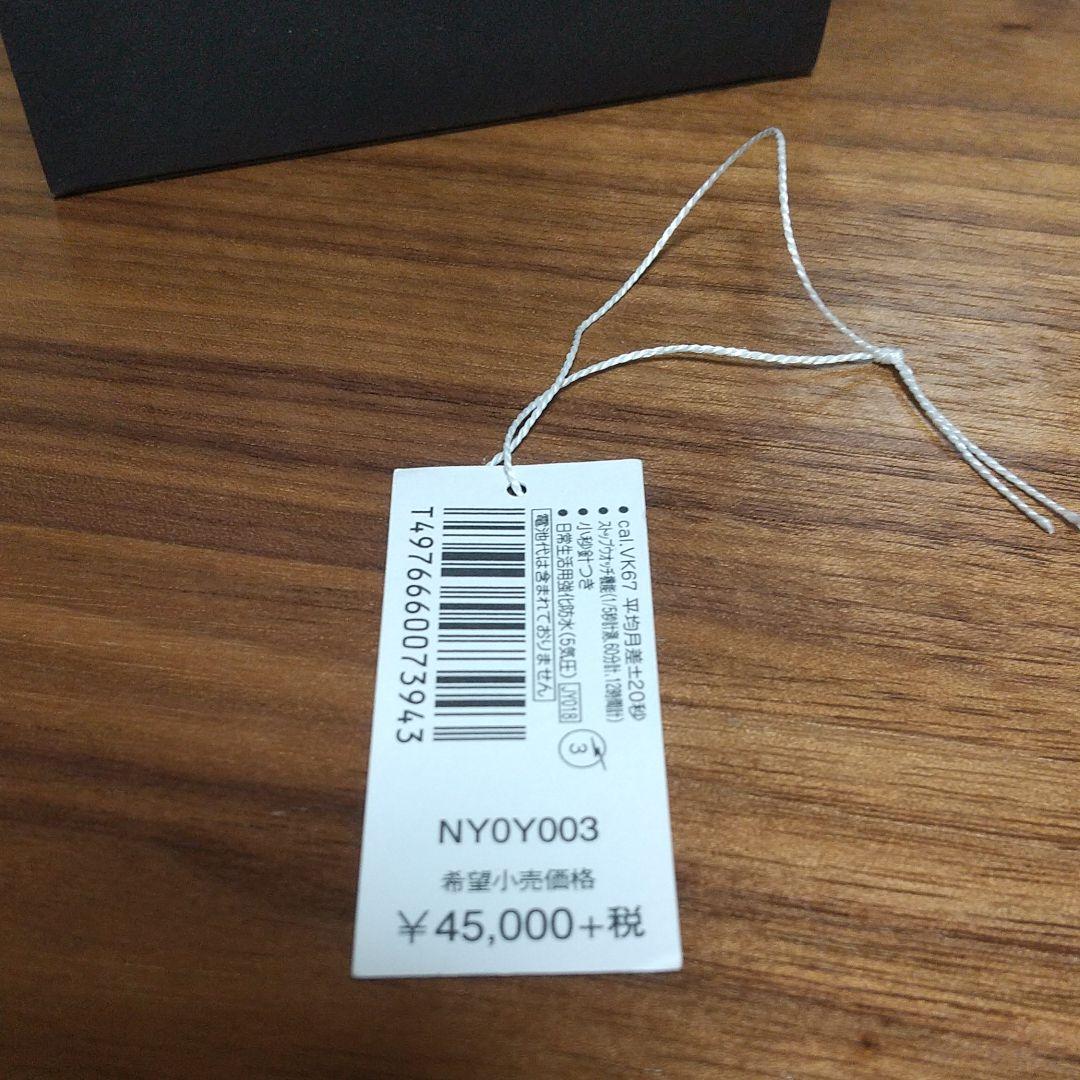 ● cal.VK67 平均月差±20秒
● ストップウオッチ機能(1/5秒計測、60分計、12時間計)
● 小秒針つき
● 日常生活用強化防水(5気圧) JY018
電池代は含まれておりません
3
T4976660073943
NY0Y003
希望小売価格
¥45,000+税